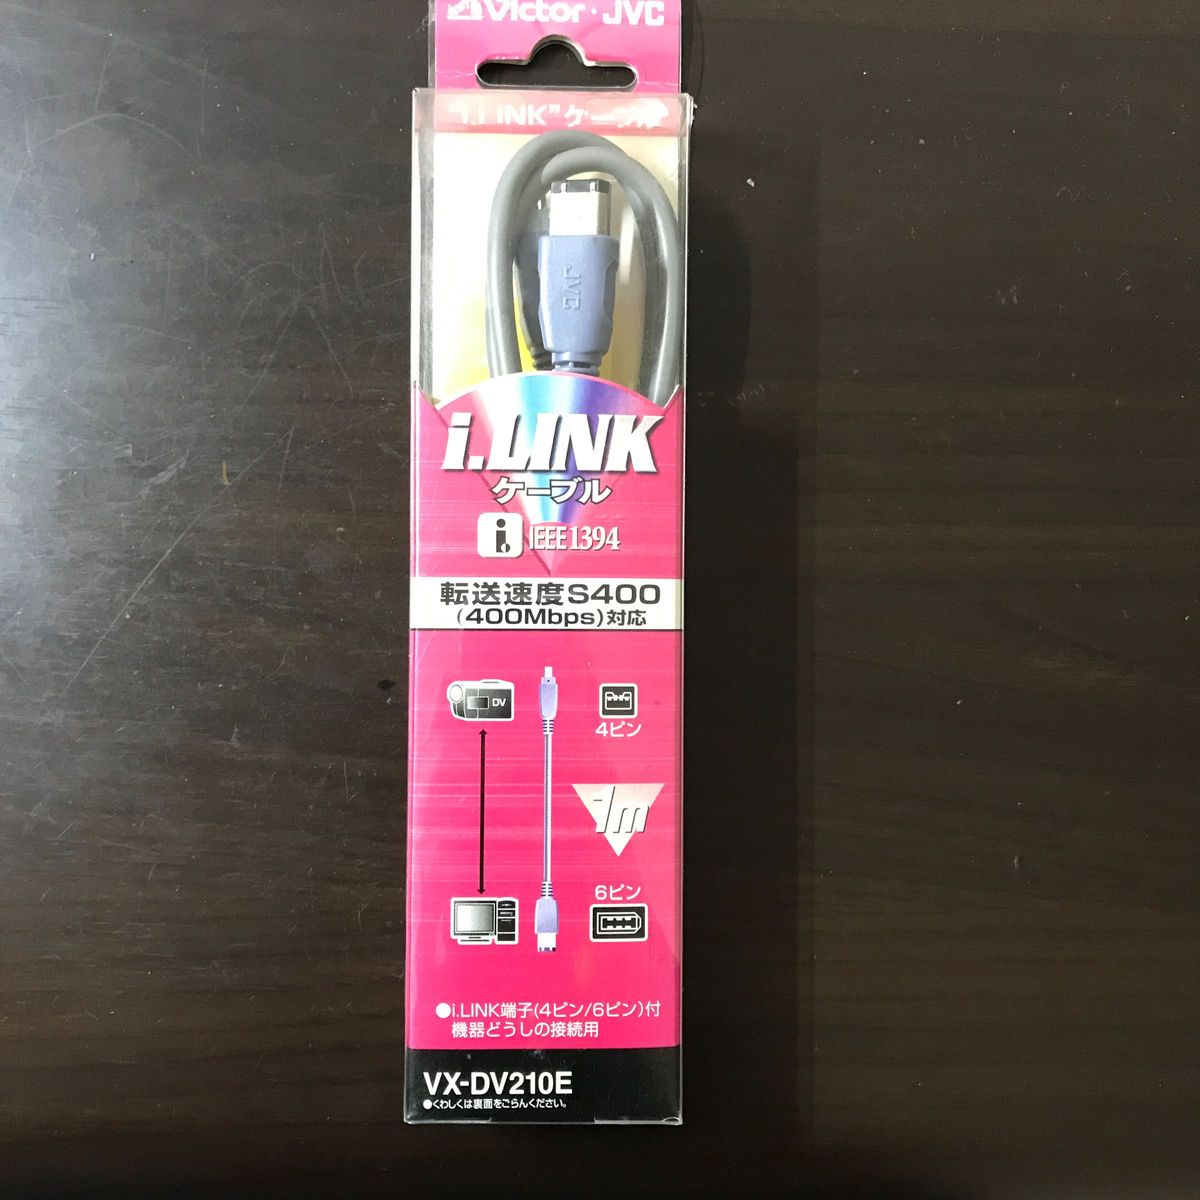 Victor・JVC
"i.LINK"ケーブル
JVC
i.LINK
ケーブル
i. IEEE1394
転送速度S400
(400Mbps)対応
DV
4ピン
1m
6ピン
●i.LINK端子(4ピン/6ピン)付
機器どうしの接続用
VX-DV210E
●くわしくは裏面をごらんください。